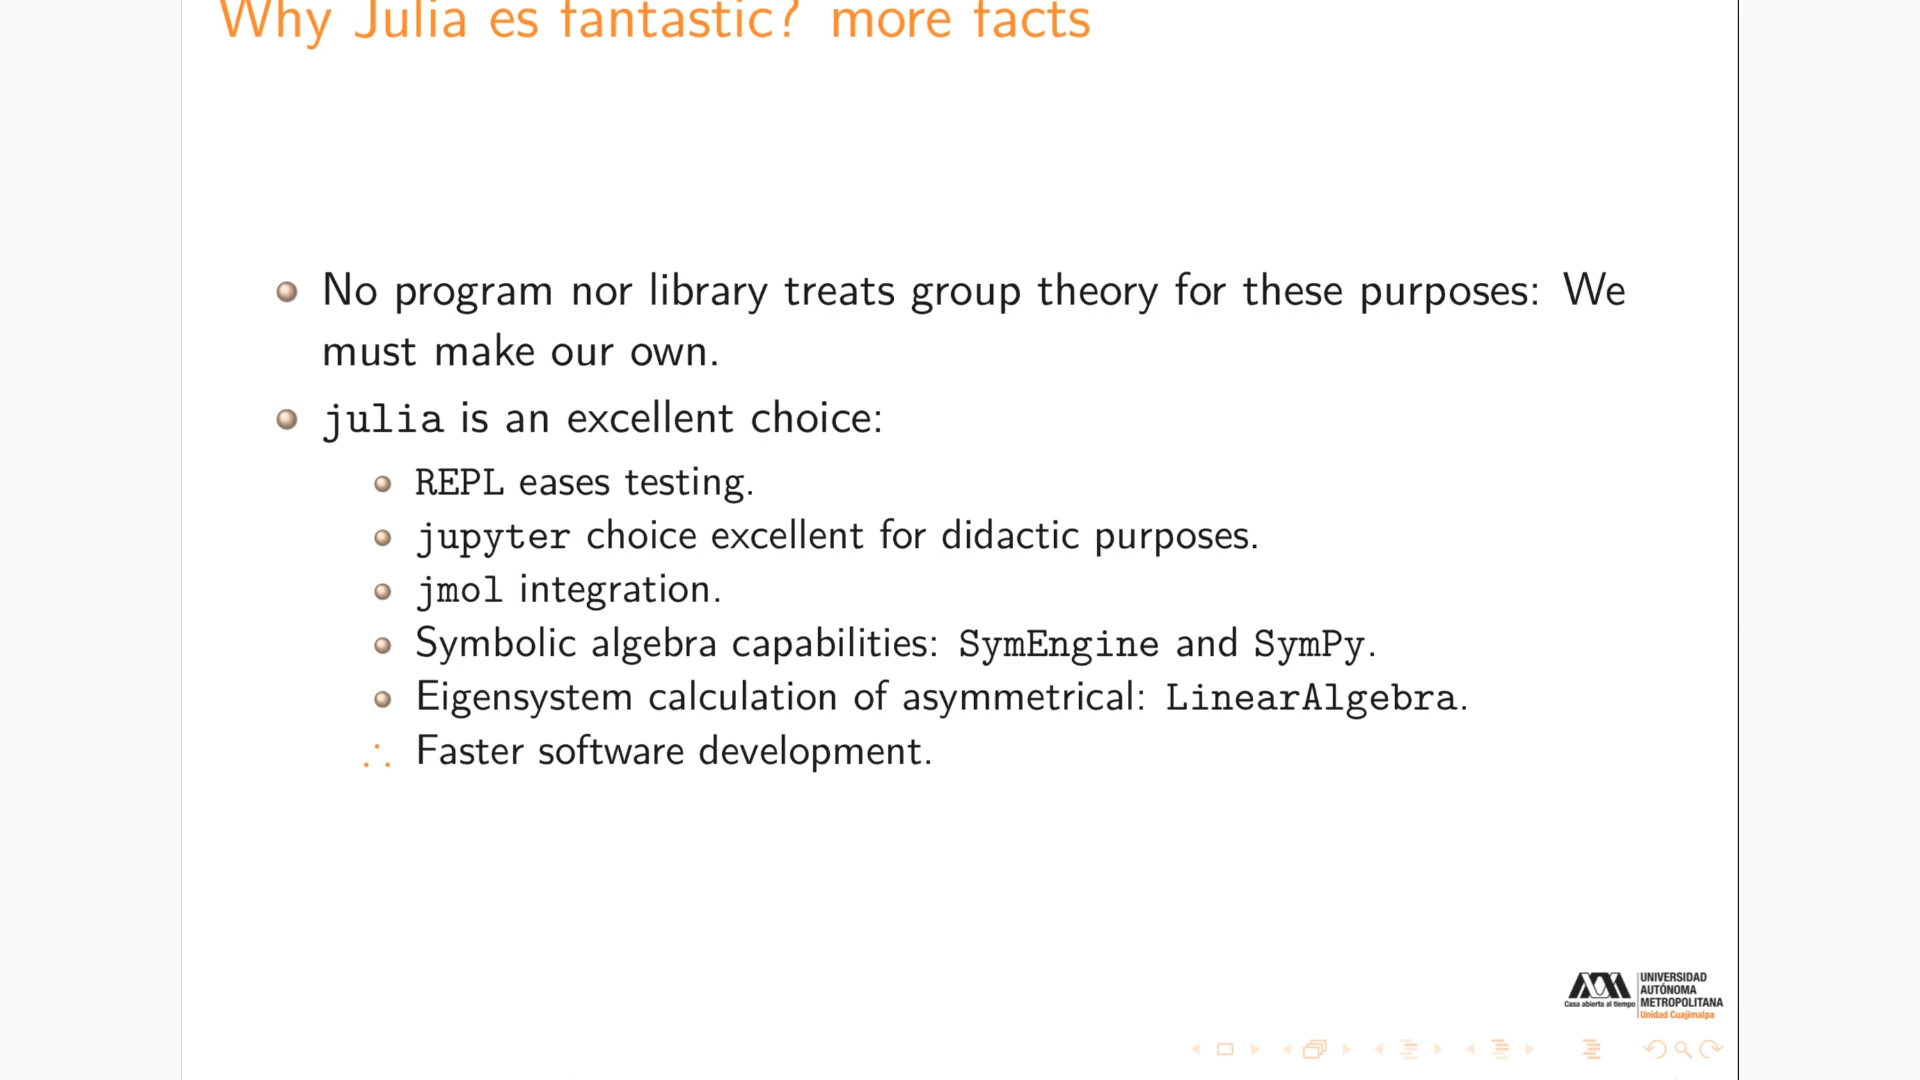 Why Julia es fantastic? more facts
No program nor library treats group theory for these purposes: We
must make our own.
julia is an excellent choice:
REPL eases testing.
jupyter choice excellent for didactic purposes.
jmol integration.
Symbolic algebra capabilities: SymEngine and SymPy.
Eigensystem calculation of asymmetrical: LinearAlgebra.
∴ Faster software development.
Casa abierta al tiempo
UNIVERSIDAD
AUTÓNOMA
METROPOLITANA
Unidad Cuajimalpa